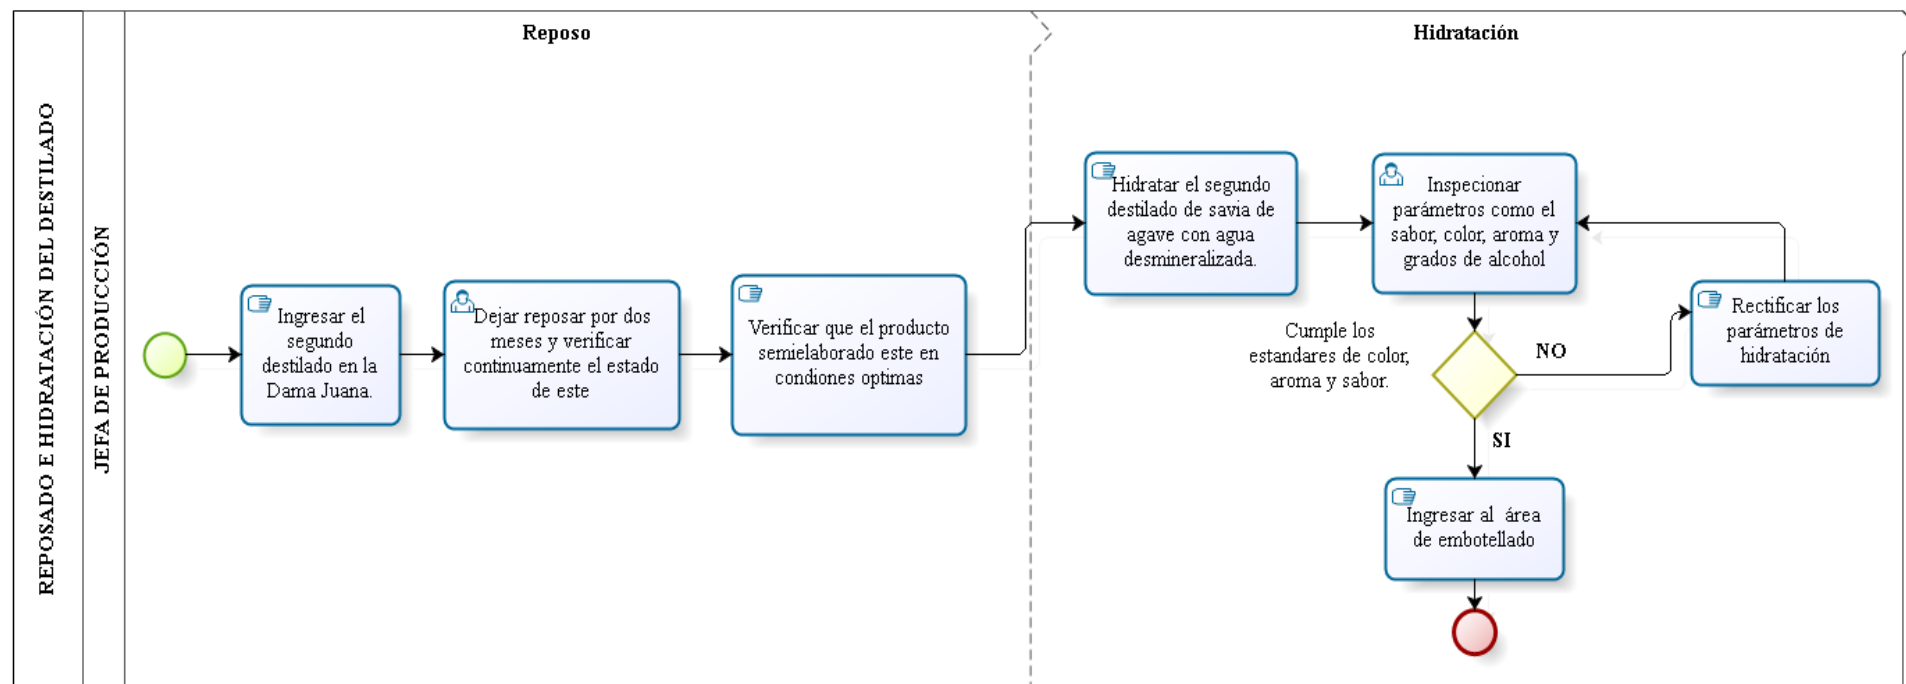 REPOSADO E HIDRATACIÓN DEL DESTILADO
JEFA DE PRODUCCIÓN
Reposo
Ingresar el
segundo
destilado en la
Dama Juana.
Dejar reposar por dos
meses y verificar
continuamente el estado
de este
Verificar que el producto
semielaborado este en
condiones optimas
Hidratación
Hidratar el segundo
destilado de savia de
agave con agua
desmineralizada.
Inspecionar
parámetros como el
sabor, color, aroma y
grados de alcohol
Cumple los
estandares de color,
aroma y sabor.
NO
Rectificar los
parámetros de
hidratación
SI
Ingresar al área
de embotellado